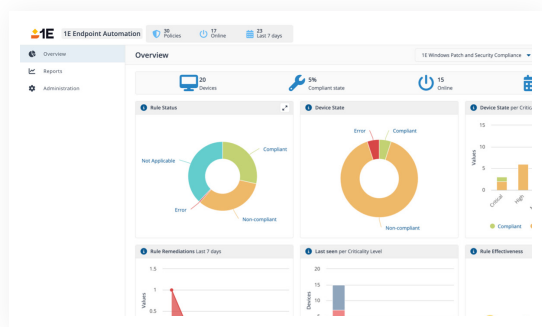 1E
1E Endpoint Automation
30
Policies
17
Online
23
Last 7 days
Overview
Reports
Administration
Overview
1E Windows Patch and Security Compliance
20
Devices
5%
Compliant state
15
Online
Rule Status
Compliant
Not Applicable
Error
Non-compliant
Device State
Error
Compliant
Non-compliant
Device State per Critic
15
10
5
0
Values
Critical
High
Compliant
Rule Remediations Last 7 days
1.5
1
0.5
Values
Last seen per Criticality Level
20
15
10
Devices
Rule Effectiveness